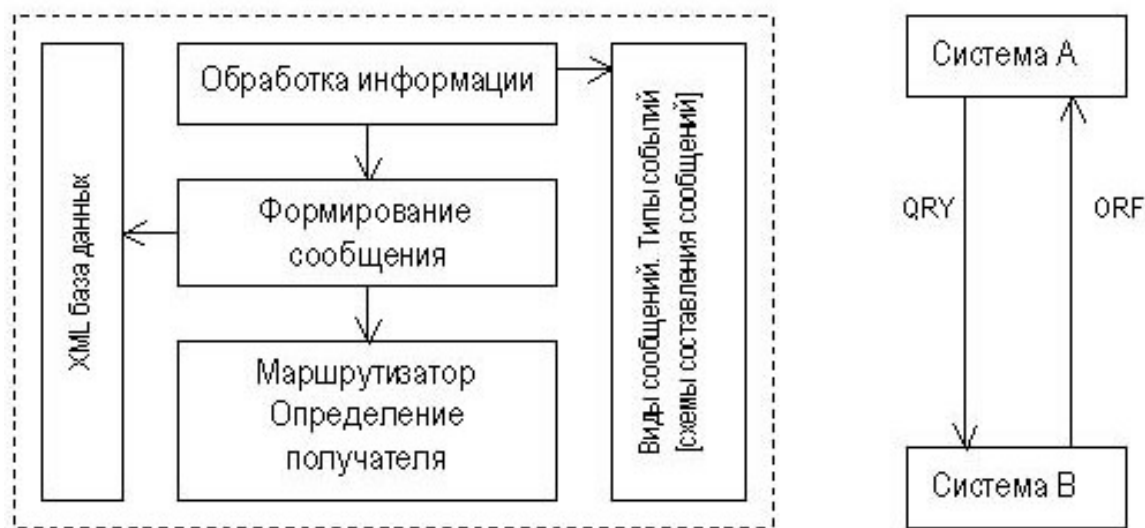 XML база данных
Обработка информации
Формирование
сообщения
Маршрутизатор
Определение
получателя
Виды сообщений. Типы событий
[схемы составления сообщений]
Система А
QRY
ORF
Система В